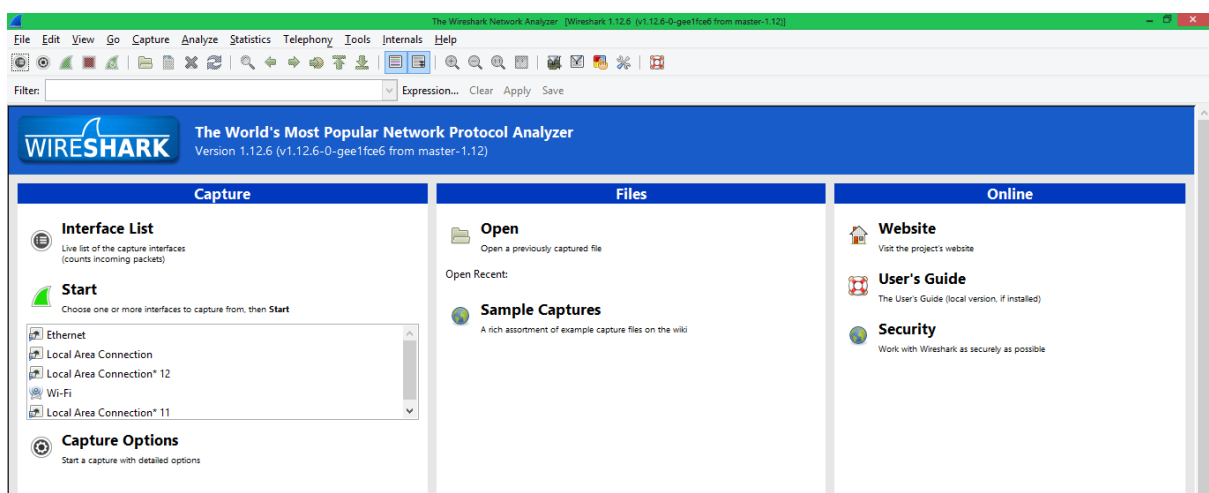 The Wireshark Network Analyzer [Wireshark 1.12.6 (v1.12.6-0-gee1fce6 from master-1.12)]
File Edit View Go Capture Analyze Statistics Telephony Tools Internals Help
Filter: Expression... Clear Apply Save
WIRESHARK
The World's Most Popular Network Protocol Analyzer
Version 1.12.6 (v1.12.6-0-gee1fce6 from master-1.12)
Capture
Interface List
Live list of the capture interfaces
(counts incoming packets)
Start
Choose one or more interfaces to capture from, then Start
Ethernet
Local Area Connection
Local Area Connection* 12
Wi-Fi
Local Area Connection* 11
Capture Options
Start a capture with detailed options
Files
Open
Open a previously captured file
Open Recent:
Sample Captures
A rich assortment of example capture files on the wiki
Online
Website
Visit the project's website
User's Guide
The User's Guide (local version, if installed)
Security
Work with Wireshark as securely as possible